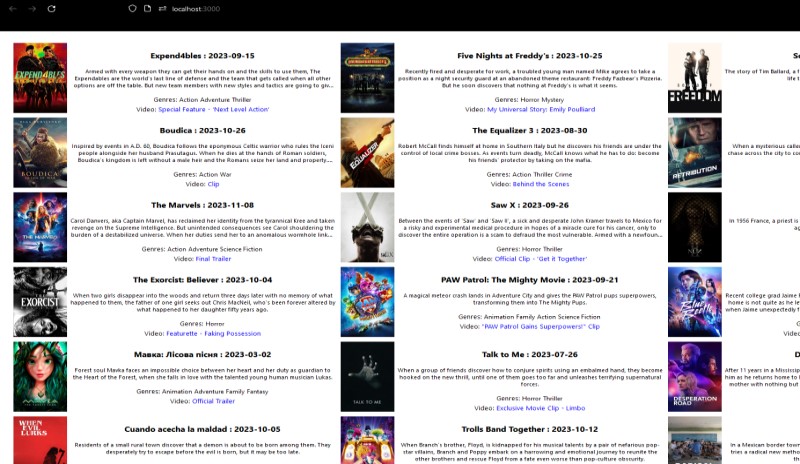 localhost:3000
EXPEND4BLES
Expend4bles : 2023-09-15
Armed with every weapon they can get their hands on and the skills to use them, The
Expendables are the world's last line of defense and the team that gets called when all other
options are off the table. But new team members with new styles and tactics are going to giv...
Genres: Action Adventure Thriller
Video: Special Feature - 'Next Level Action'
Five Nights at Freddy's : 2023-10-25
Recently fired and desperate for work, a troubled young man named Mike agrees to take a
position as a night security guard at an abandoned theme restaurant: Freddy Fazbear's Pizzeria.
But he soon discovers that nothing at Freddy's is what it seems.
Genres: Horror Mystery
Video: My Universal Story: Emily Poulliard
FREEDOM
The story of Tim Ballard, a f
BOUDICA
Boudica : 2023-10-26
Inspired by events in A.D. 60, Boudica follows the eponymous Celtic warrior who rules the Iceni
people alongside her husband Prasutagus. When he dies at the hands of Roman soldiers,
Boudica's kingdom is left without a male heir and the Romans seize her land and property....
Genres: Action War
Video: Clip
EQUALIZER
The Equalizer 3 : 2023-08-30
Robert McCall finds himself at home in Southern Italy but he discovers his friends are under the
control of local crime bosses. As events turn deadly, McCall knows what he has to do: become
his friends' protector by taking on the mafia.
Genres: Action Thriller Crime
Video: Behind the Scenes
RETRIBUTION
When a mysterious calle
chase across the city to co
THE MARVELS
The Marvels : 2023-11-08
Carol Danvers, aka Captain Marvel, has reclaimed her identity from the tyrannical Kree and taken
revenge on the Supreme Intelligence. But unintended consequences see Carol shouldering the
burden of a destabilized universe. When her duties send her to an anomalous wormhole link...
Genres: Action Adventure Science Fiction
Video: Final Trailer
Saw X : 2023-09-26
Between the events of 'Saw' and 'Saw II', a sick and desperate John Kramer travels to Mexico for
a risky and experimental medical procedure in hopes of a miracle cure for his cancer, only to
discover the entire operation is a scam to defraud the most vulnerable. Armed with a newfoun...
Genres: Horror Thriller
Video: Official Clip - 'Get it Together'
In 1956 France, a priest is
EXORCIST
The Exorcist: Believer : 2023-10-04
When two girls disappear into the woods and return three days later with no memory of what
happened to them, the father of one girl seeks out Chris MacNeil, who's been forever altered by
what happened to her daughter fifty years ago.
Genres: Horror
Video: Featurette - Faking Possession
PAW Patrol: The Mighty Movie : 2023-09-21
A magical meteor crash lands in Adventure City and gives the PAW Patrol pups superpowers,
transforming them into The Mighty Pups.
Genres: Animation Family Action Science Fiction
Video: "PAW Patrol Gains Superpowers!" Clip
Blue Beetle
Recent college grad Jaime R
home is not quite as he le
when Jaime unexpectedly f
Мавка: Лісова пісня : 2023-03-02
Forest soul Mavka faces an impossible choice between her heart and her duty as guardian to
the Heart of the Forest, when she falls in love with the talented young human musician Lukas.
Genres: Animation Adventure Family Fantasy
Video: Official Trailer
TALK TO ME
Talk to Me : 2023-07-26
When a group of friends discover how to conjure spirits using an embalmed hand, they become
hooked on the new thrill, until one of them goes too far and unleashes terrifying supernatural
forces.
Genres: Horror Thriller
Video: Exclusive Movie Clip - Limbo
DESPERATION
ROAD
After 11 years in a Mississip
him as he returns home t
mother with nothing but
WHEN
EVIL
LURKS
Cuando acecha la maldad : 2023-10-05
Residents of a small rural town discover that a demon is about to be born among them. They
desperately try to escape before the evil is born, but it may be too late.
Trolls Band Together : 2023-10-12
When Branch's brother, Floyd, is kidnapped for his musical talents by a pair of nefarious pop-
star villains, Branch and Poppy embark on a harrowing and emotional journey to reunite the
other brothers and rescue Floyd from a fate even worse than pop-culture obscurity.
In a Mexican border town
tries a radical new method